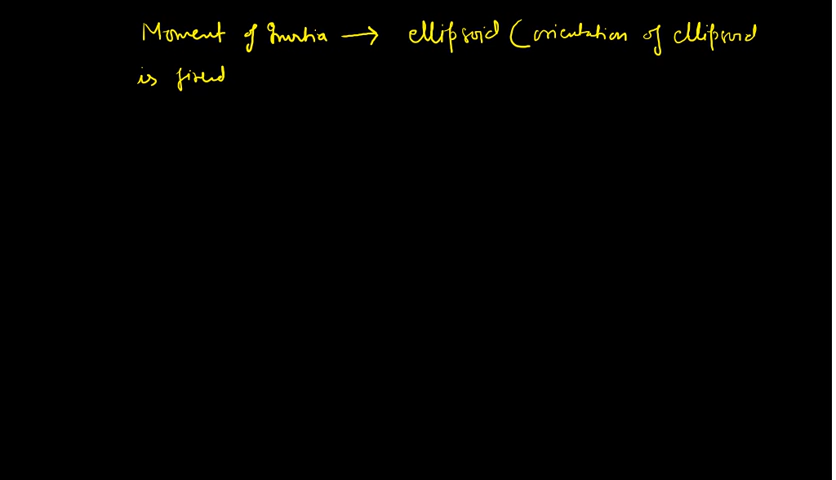 Moment of Inertia → ellipsoid (orientation of ellipsoid
is fixed